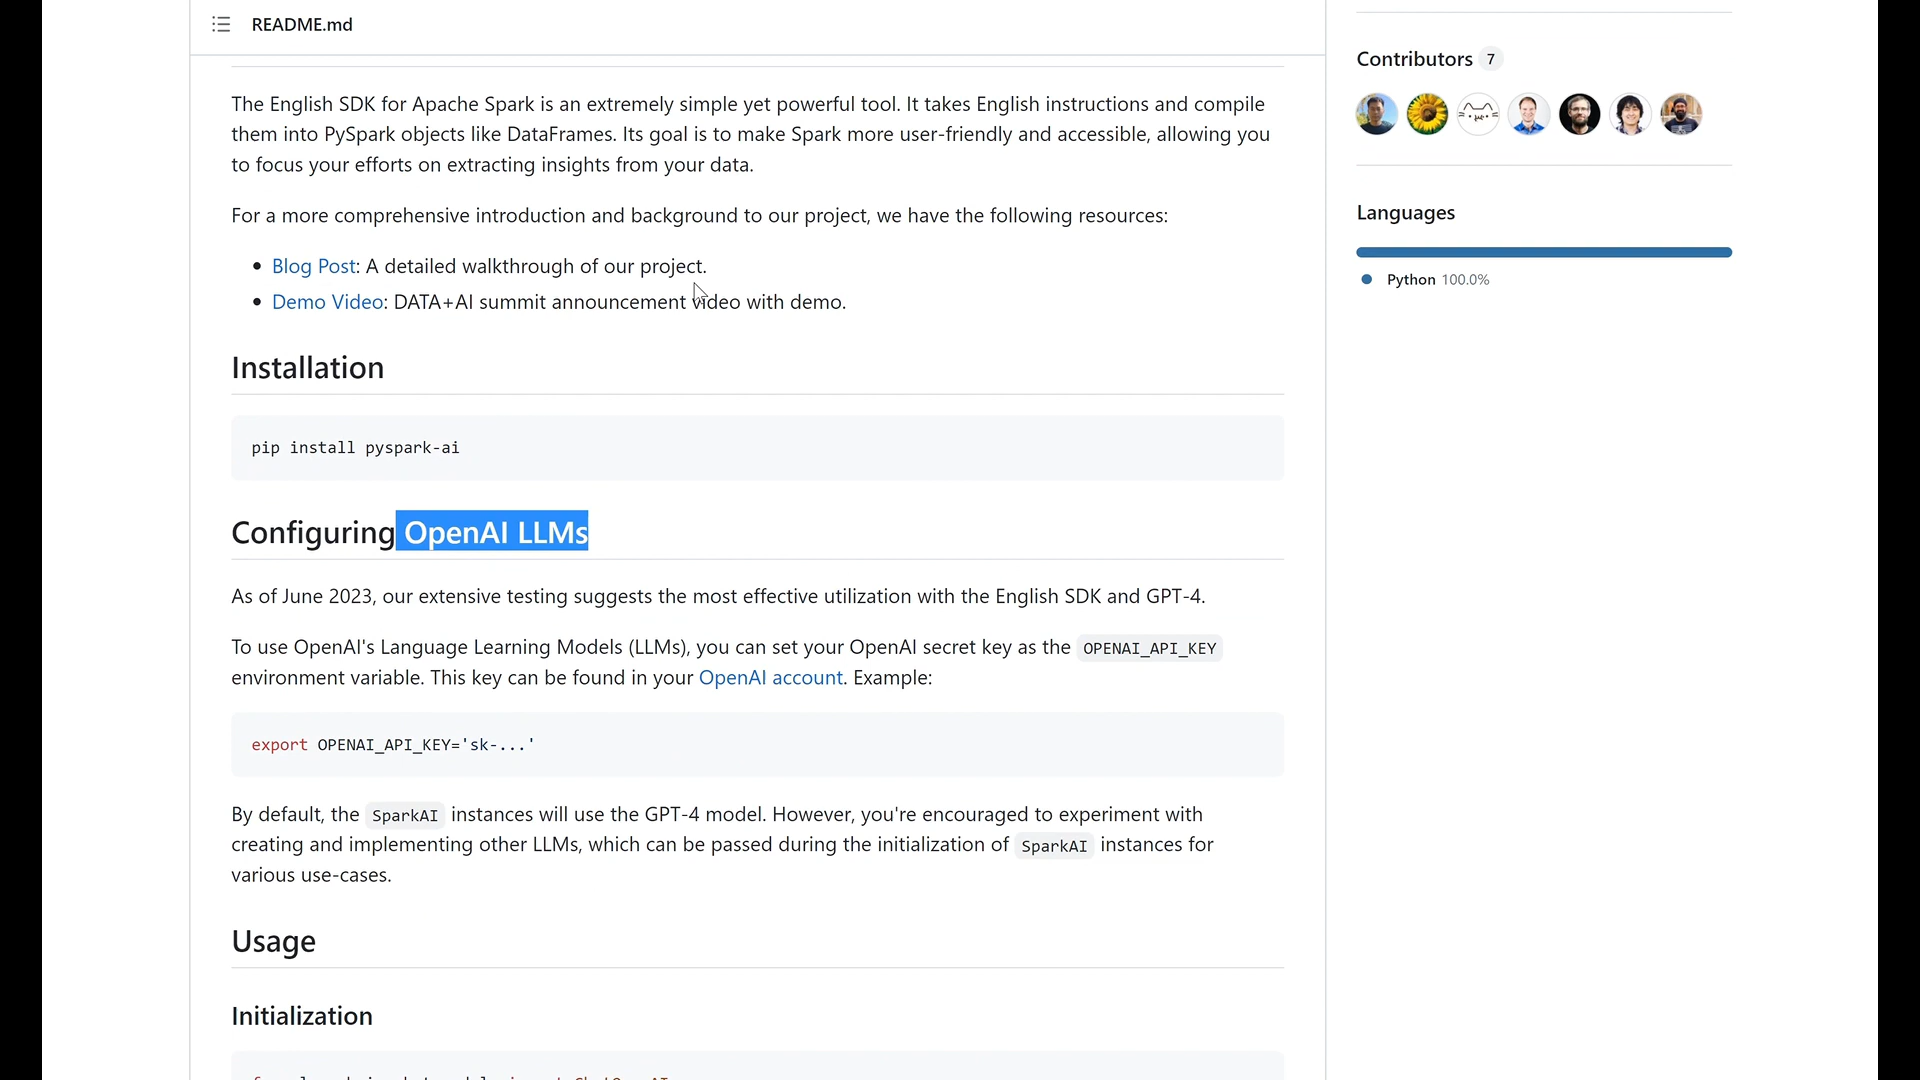 README.md
The English SDK for Apache Spark is an extremely simple yet powerful tool. It takes English instructions and compile
them into PySpark objects like DataFrames. Its goal is to make Spark more user-friendly and accessible, allowing you
to focus your efforts on extracting insights from your data.
For a more comprehensive introduction and background to our project, we have the following resources:
Blog Post: A detailed walkthrough of our project.
Demo Video: DATA+AI summit announcement video with demo.
Installation
pip install pyspark-ai
Configuring OpenAI LLMs
As of June 2023, our extensive testing suggests the most effective utilization with the English SDK and GPT-4.
To use OpenAI's Language Learning Models (LLMs), you can set your OpenAI secret key as the OPENAI_API_KEY
environment variable. This key can be found in your OpenAI account. Example:
export OPENAI_API_KEY='sk-...'
By default, the SparkAI instances will use the GPT-4 model. However, you're encouraged to experiment with
creating and implementing other LLMs, which can be passed during the initialization of SparkAI instances for
various use-cases.
Usage
Initialization
Contributors 7
Languages
Python 100.0%